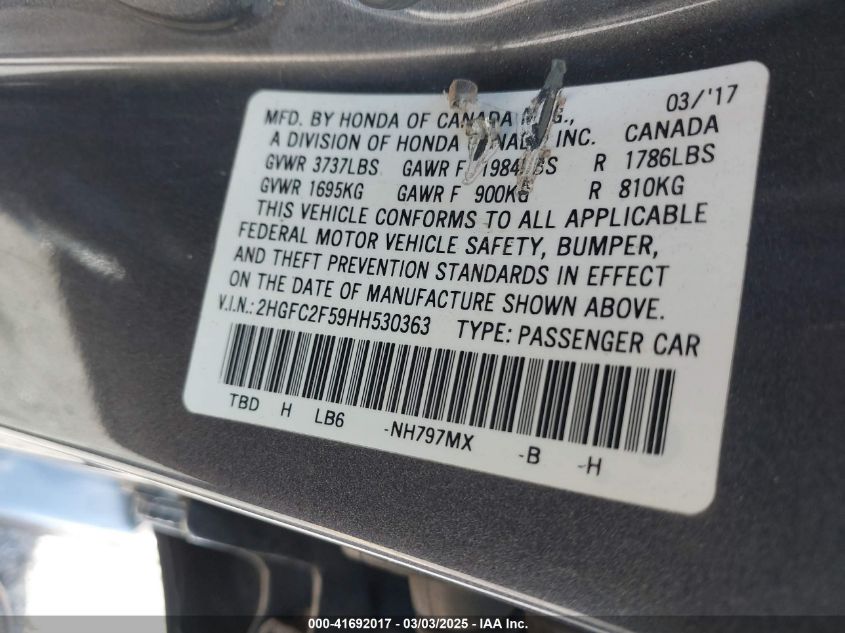 03/'17
MFD. BY HONDA OF CANADA
A DIVISION OF HONDA INC. CANADA
GVWR 3737LBS GAWR F 1984LBS R 1786LBS
GVWR 1695KG GAWR F 900KG R 810KG
THIS VEHICLE CONFORMS TO ALL APPLICABLE
FEDERAL MOTOR VEHICLE SAFETY, BUMPER,
AND THEFT PREVENTION STANDARDS IN EFFECT
ON THE DATE OF MANUFACTURE SHOWN ABOVE.
V.I.N.: 2HGFC2F59HH530363 TYPE: PASSENGER CAR
TBD H LB6 -NH797MX -B -H
000-41692017 - 03/03/2025 - IAAI.com